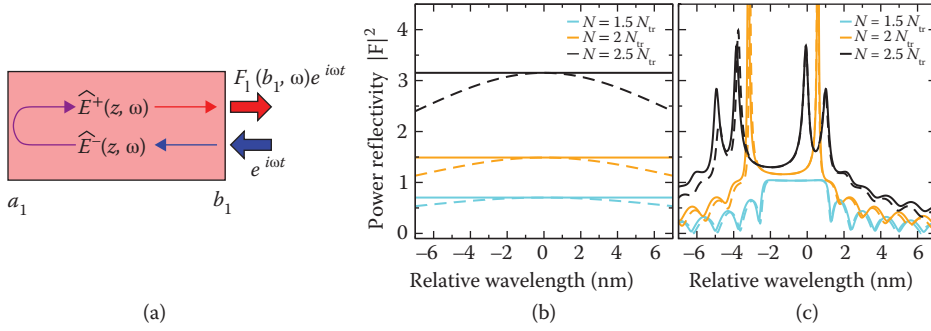 Ê⁺(z, ω)
Ê⁻(z, ω)
F₁(b₁, ω)e^{iωt}
e^{iωt}
a₁
b₁
(a)
Power reflectivity |F|²
4
3
2
1
0
N = 1.5 N_tr
N = 2 N_tr
N = 2.5 N_tr
−6 −4 −2 0 2 4 6
Relative wavelength (nm)
(b)
N = 1.5 N_tr
N = 2 N_tr
N = 2.5 N_tr
−6 −4 −2 0 2 4 6
Relative wavelength (nm)
(c)